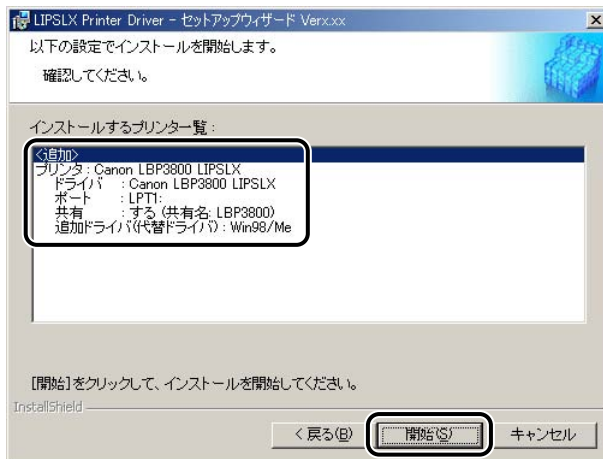 LIPSLX Printer Driver - セットアップウィザード Verx.xx
以下の設定でインストールを開始します。
確認してください。
インストールするプリンター覧:
<追加>
プリンタ : Canon LBP3800 LIPSLX
ドライバ : Canon LBP3800 LIPSLX
ポート : LPT1:
共有 : する (共有名: LBP3800)
追加ドライバ(代替ドライバ) : Win98/Me
[開始]をクリックして、インストールを開始してください。
InstallShield
< 戻る(B) 開始(S) キャンセル